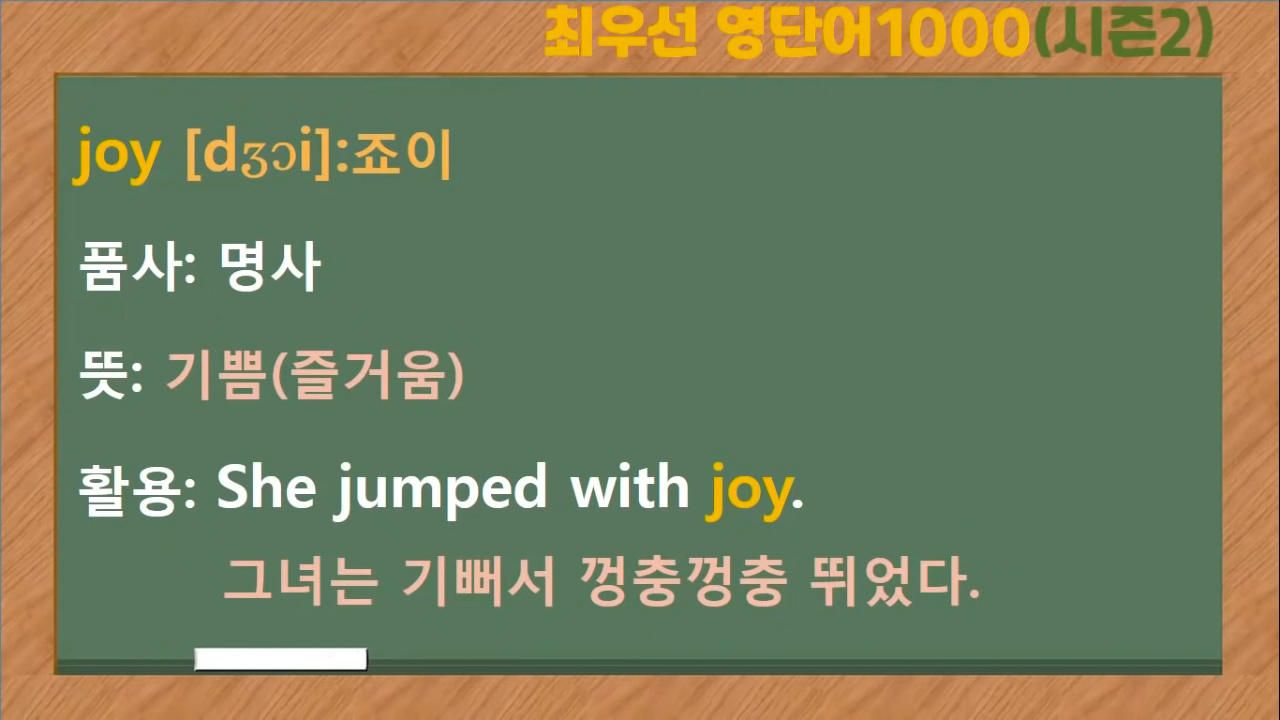 최우선 영단어1000(시즌2)
joy [dʒɔi]:죠이
품사: 명사
뜻: 기쁨(즐거움)
활용: She jumped with joy.
그녀는 기뻐서 껑충껑충 뛰었다.